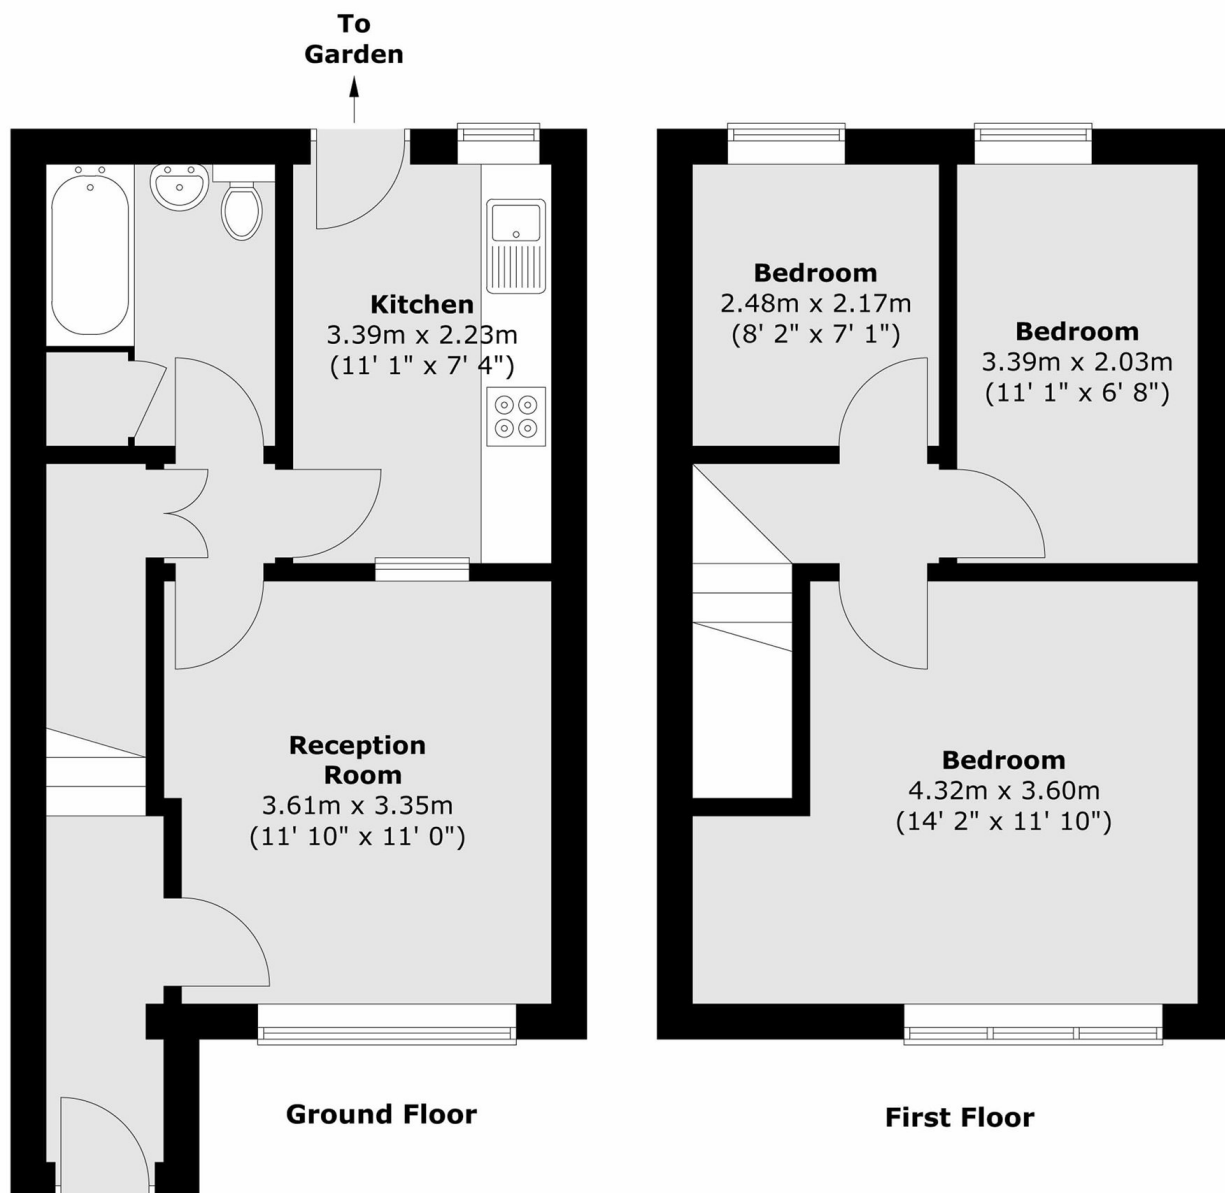 To
Garden
Kitchen
3.39m x 2.23m
(11' 1" x 7' 4")
Reception
Room
3.61m x 3.35m
(11' 10" x 11' 0")
Ground Floor
Bedroom
2.48m x 2.17m
(8' 2" x 7' 1")
Bedroom
3.39m x 2.03m
(11' 1" x 6' 8")
Bedroom
4.32m x 3.60m
(14' 2" x 11' 10")
First Floor